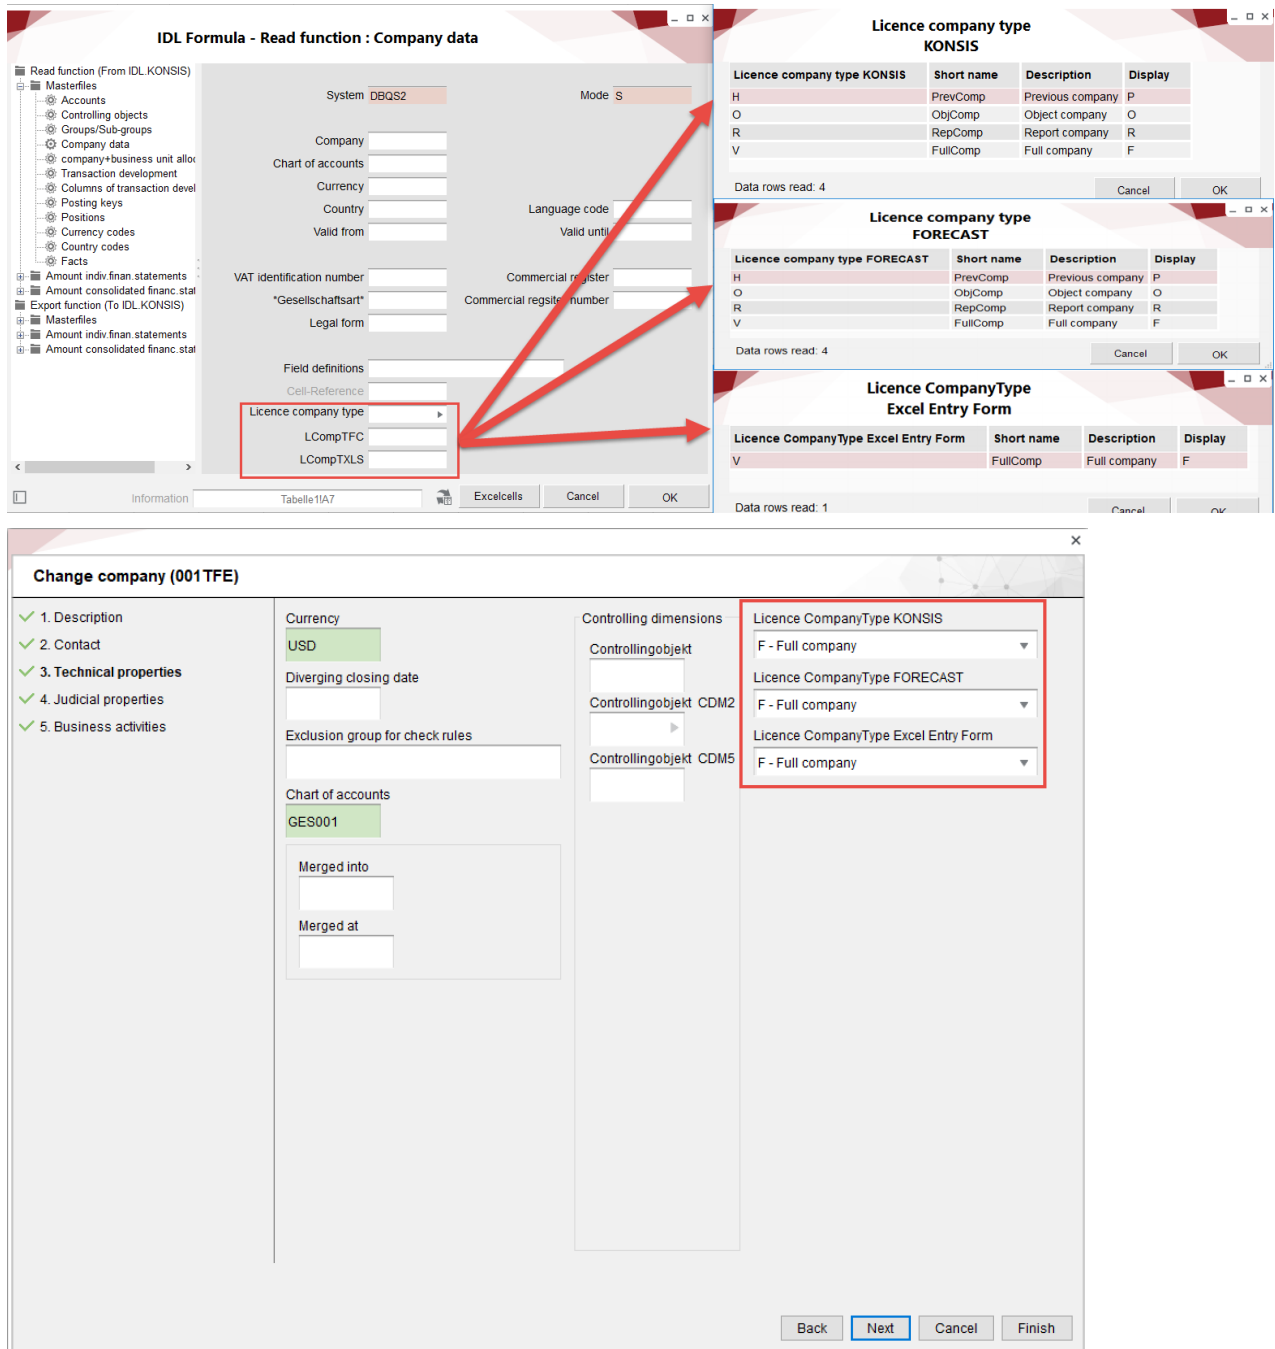 IDL Formula - Read function : Company data
Read function (From IDL.KONSIS)
Masterfiles
Accounts
Controlling objects
Groups/Sub-groups
Company data
company+business unit alloc
Transaction development
Columns of transaction devel
Posting keys
Positions
Currency codes
Country codes
Facts
Amount indiv.finan.statements
Amount consolidated financ.stat
Export function (To IDL.KONSIS)
Masterfiles
Amount indiv.finan.statements
Amount consolidated financ.stat
System DBQS2 Mode S
Company
Chart of accounts
Currency
Country Language code
Valid from Valid until
VAT identification number Commercial register
*Gesellschaftsart* Commercial regsiter number
Legal form
Field definitions
Cell-Reference
Licence company type
LCompTFC
LCompTXLS
Information Tabelle1!A7 Excelcells Cancel OK
Licence company type
KONSIS
Licence company type KONSIS Short name Description Display
H PrevComp Previous company P
O ObjComp Object company O
R RepComp Report company R
V FullComp Full company F
Data rows read: 4
Cancel OK
Licence company type
FORECAST
Licence company type FORECAST Short name Description Display
H PrevComp Previous company P
O ObjComp Object company O
R RepComp Report company R
V FullComp Full company F
Data rows read: 4
Cancel OK
Licence CompanyType
Excel Entry Form
Licence CompanyType Excel Entry Form Short name Description Display
V FullComp Full company F
Data rows read: 1
Cancel OK
Change company (001TFE)
1. Description
2. Contact
3. Technical properties
4. Judicial properties
5. Business activities
Currency
USD
Diverging closing date
Exclusion group for check rules
Chart of accounts
GES001
Merged into
Merged at
Controlling dimensions
Controllingobjekt
Controllingobjekt CDM2
Controllingobjekt CDM5
Licence CompanyType KONSIS
F - Full company
Licence CompanyType FORECAST
F - Full company
Licence CompanyType Excel Entry Form
F - Full company
Back Next Cancel Finish